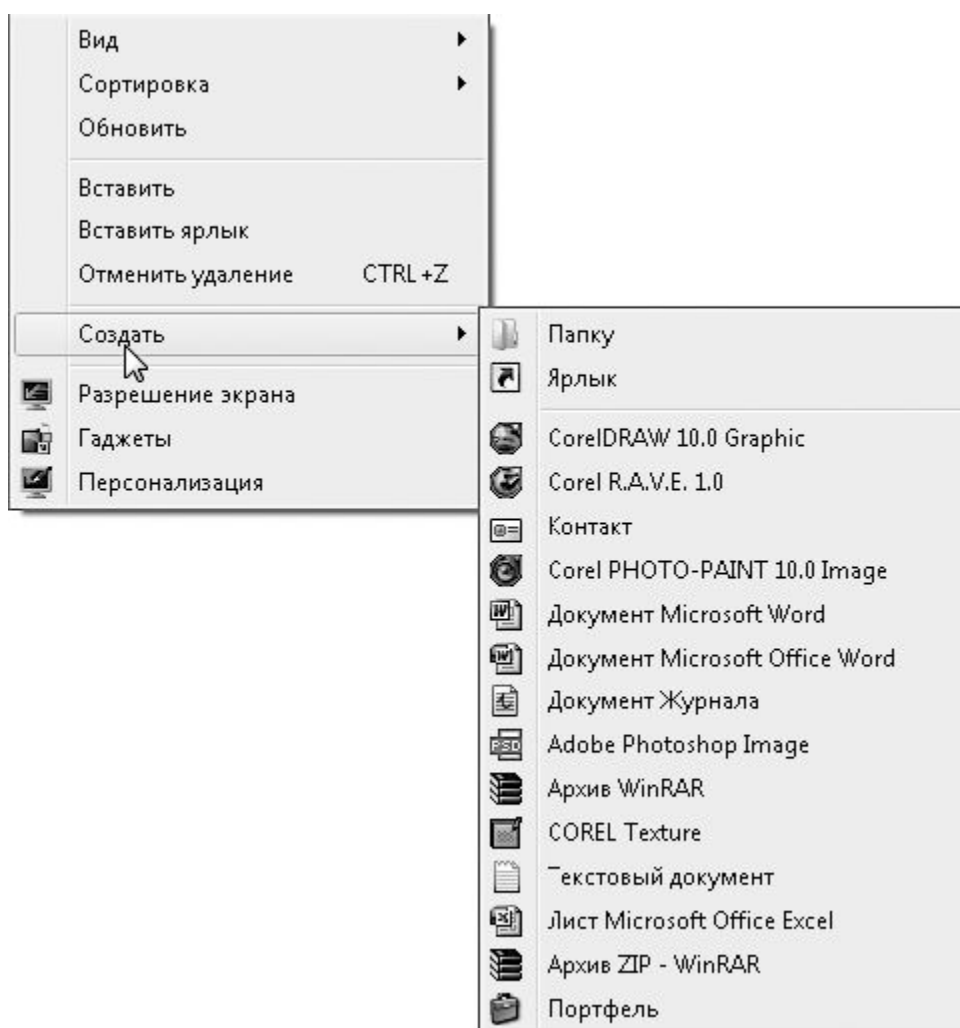 Вид
Сортировка
Обновить
Вставить
Вставить ярлык
Отменить удаление CTRL+Z
Создать
Разрешение экрана
Гаджеты
Персонализация
Папку
Ярлык
CorelDRAW 10.0 Graphic
Corel R.A.V.E. 1.0
Контакт
Corel PHOTO-PAINT 10.0 Image
Документ Microsoft Word
Документ Microsoft Office Word
Документ Журнала
Adobe Photoshop Image
Архив WinRAR
COREL Texture
Текстовый документ
Лист Microsoft Office Excel
Архив ZIP - WinRAR
Портфель